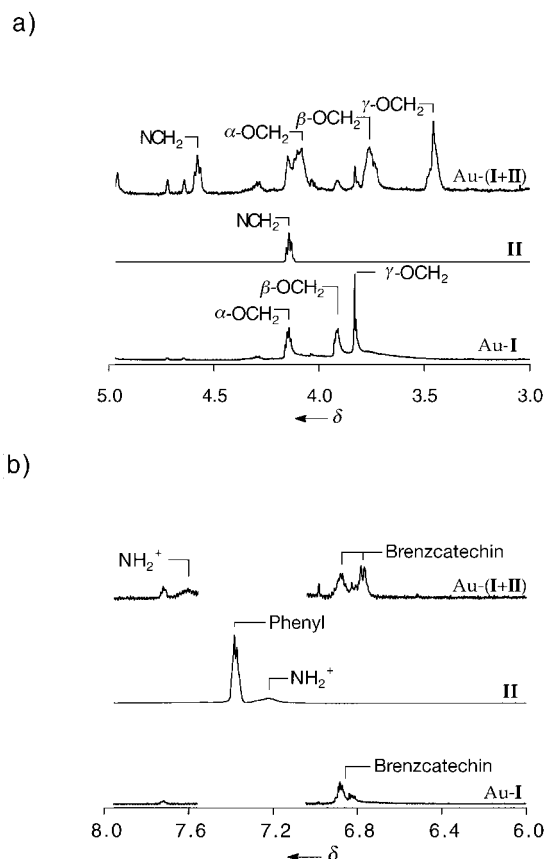 a)
γ-OCH₂
β-OCH₂
α-OCH₂
NCH₂
Au-(I+II)
NCH₂
II
γ-OCH₂
β-OCH₂
α-OCH₂
Au-I
5.0 4.5 4.0 3.5 3.0
← δ
b)
NH₂⁺
Brenzcatechin
Au-(I+II)
Phenyl
NH₂⁺
II
Brenzcatechin
Au-I
8.0 7.6 7.2 6.8 6.4 6.0
← δ